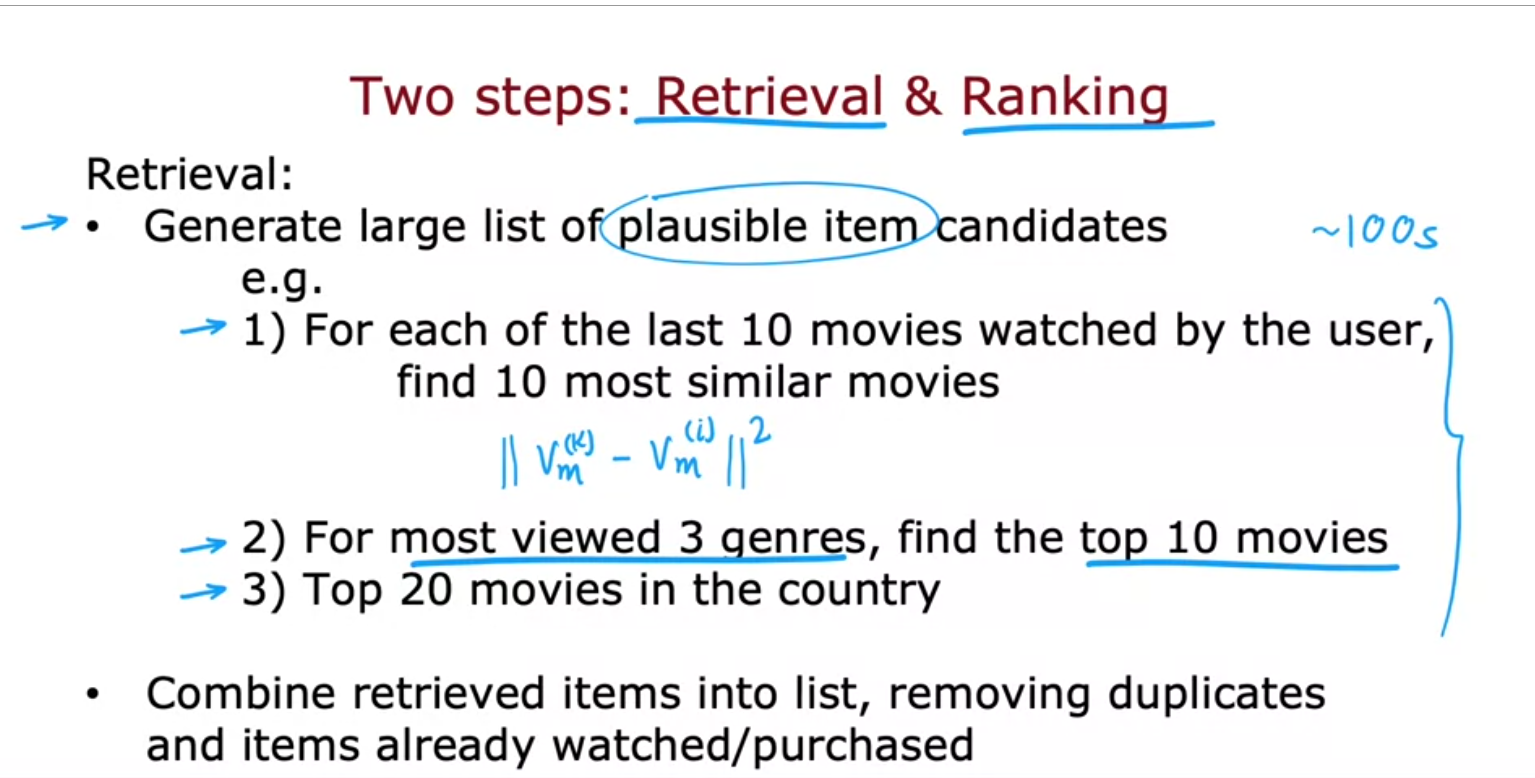 Two steps: Retrieval & Ranking
Retrieval:
• Generate large list of plausible item candidates ~100s
e.g.
→ 1) For each of the last 10 movies watched by the user,
find 10 most similar movies
|| Vm(k) - Vm(i) ||2
→ 2) For most viewed 3 genres, find the top 10 movies
→ 3) Top 20 movies in the country
• Combine retrieved items into list, removing duplicates
and items already watched/purchased